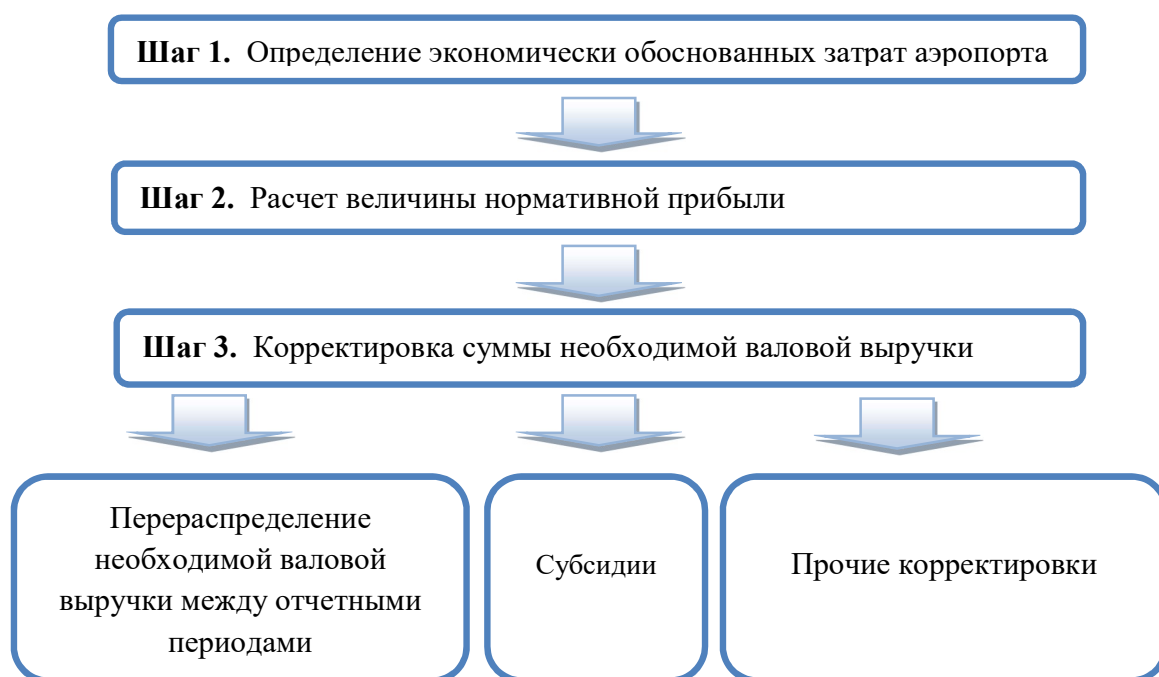 Шаг 1. Определение экономически обоснованных затрат аэропорта
Шаг 2. Расчет величины нормативной прибыли
Шаг 3. Корректировка суммы необходимой валовой выручки
Перераспределение
необходимой валовой
выручки между отчетными
периодами
Субсидии
Прочие корректировки